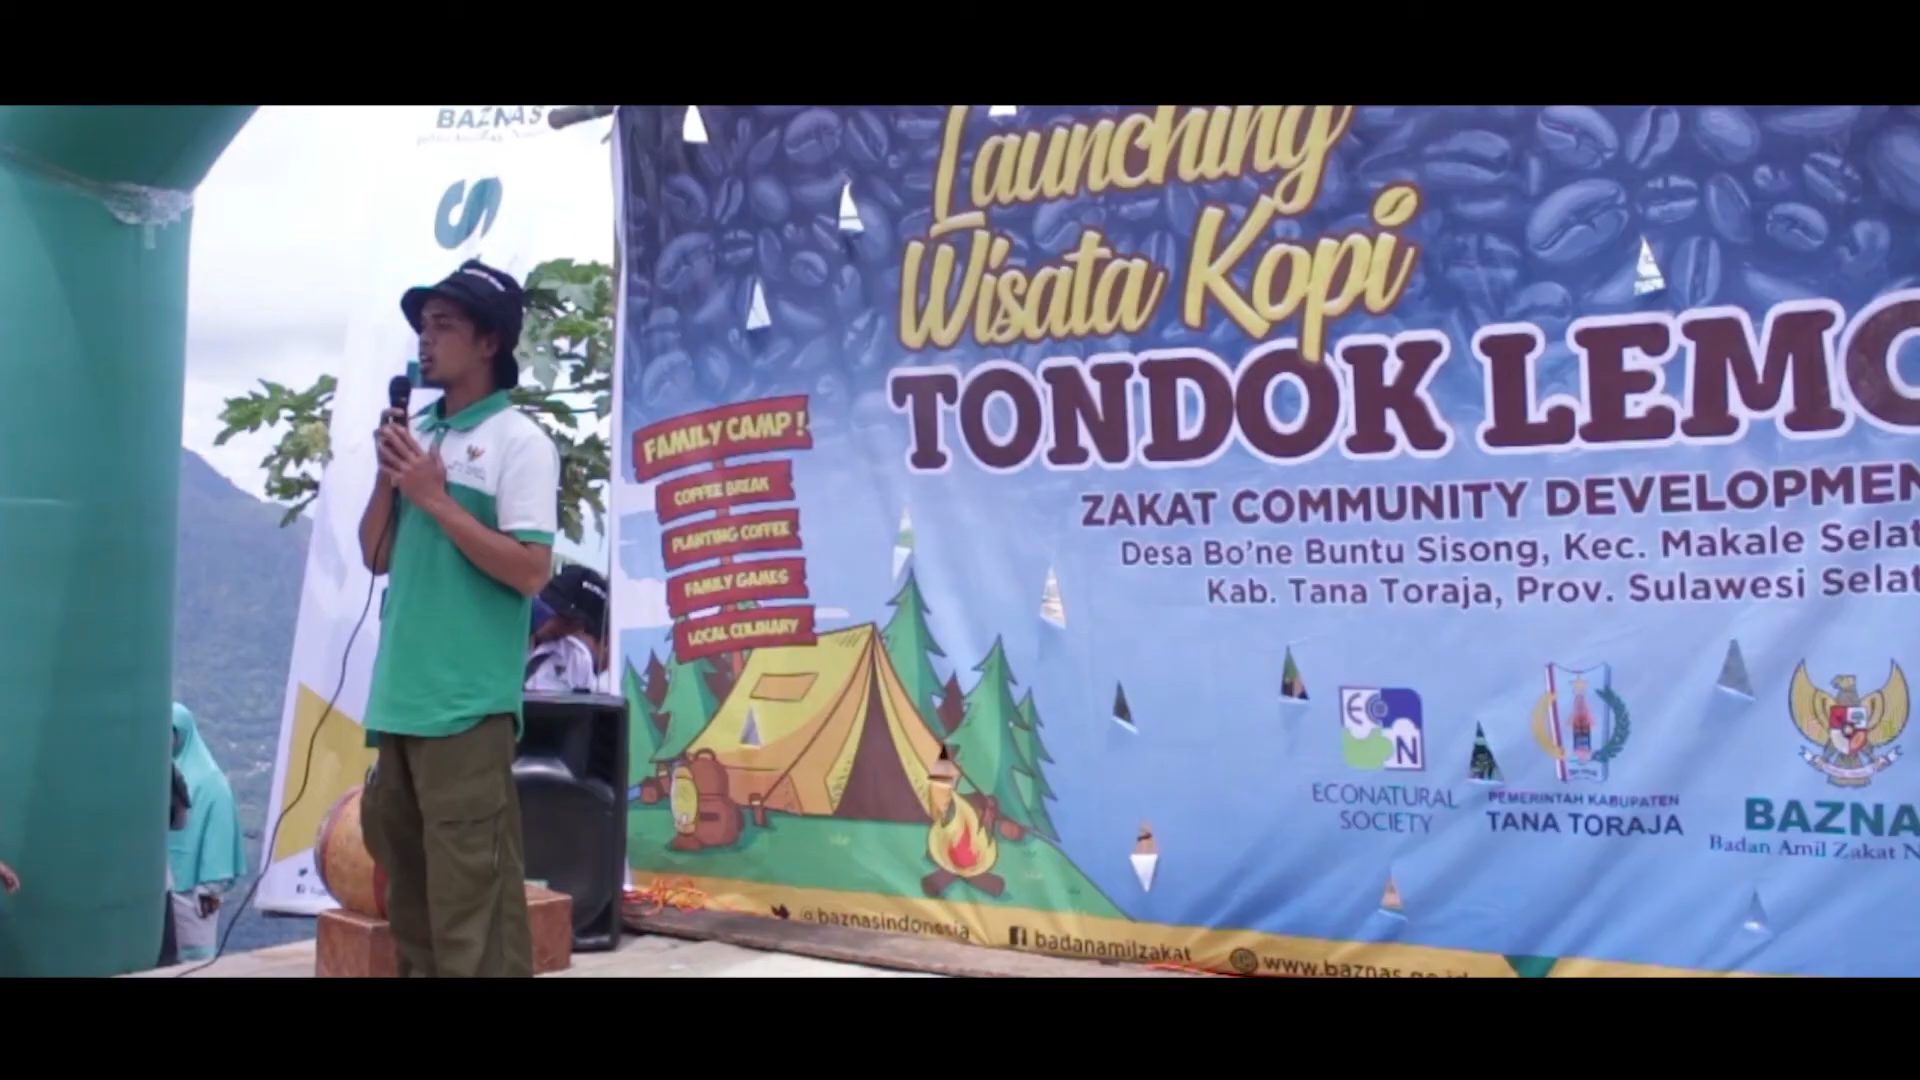 BAZNAS
Launching
Wisata Kopi
TONDOK LEMO
FAMILY CAMP !
COFFEE BREAK
PLANTING COFFEE
FAMILY GAMES
LOCAL CULINARY
ZAKAT COMMUNITY DEVELOPMEN
Desa Bo'ne Buntu Sisong, Kec. Makale Selat
Kab. Tana Toraja, Prov. Sulawesi Selat
ECON
ECONATURAL
SOCIETY
PEMERINTAH KABUPATEN
TANA TORAJA
BAZNA
Badan Amil Zakat N
@baznasindonesia
badanamilzakat
www.baznas.go.id